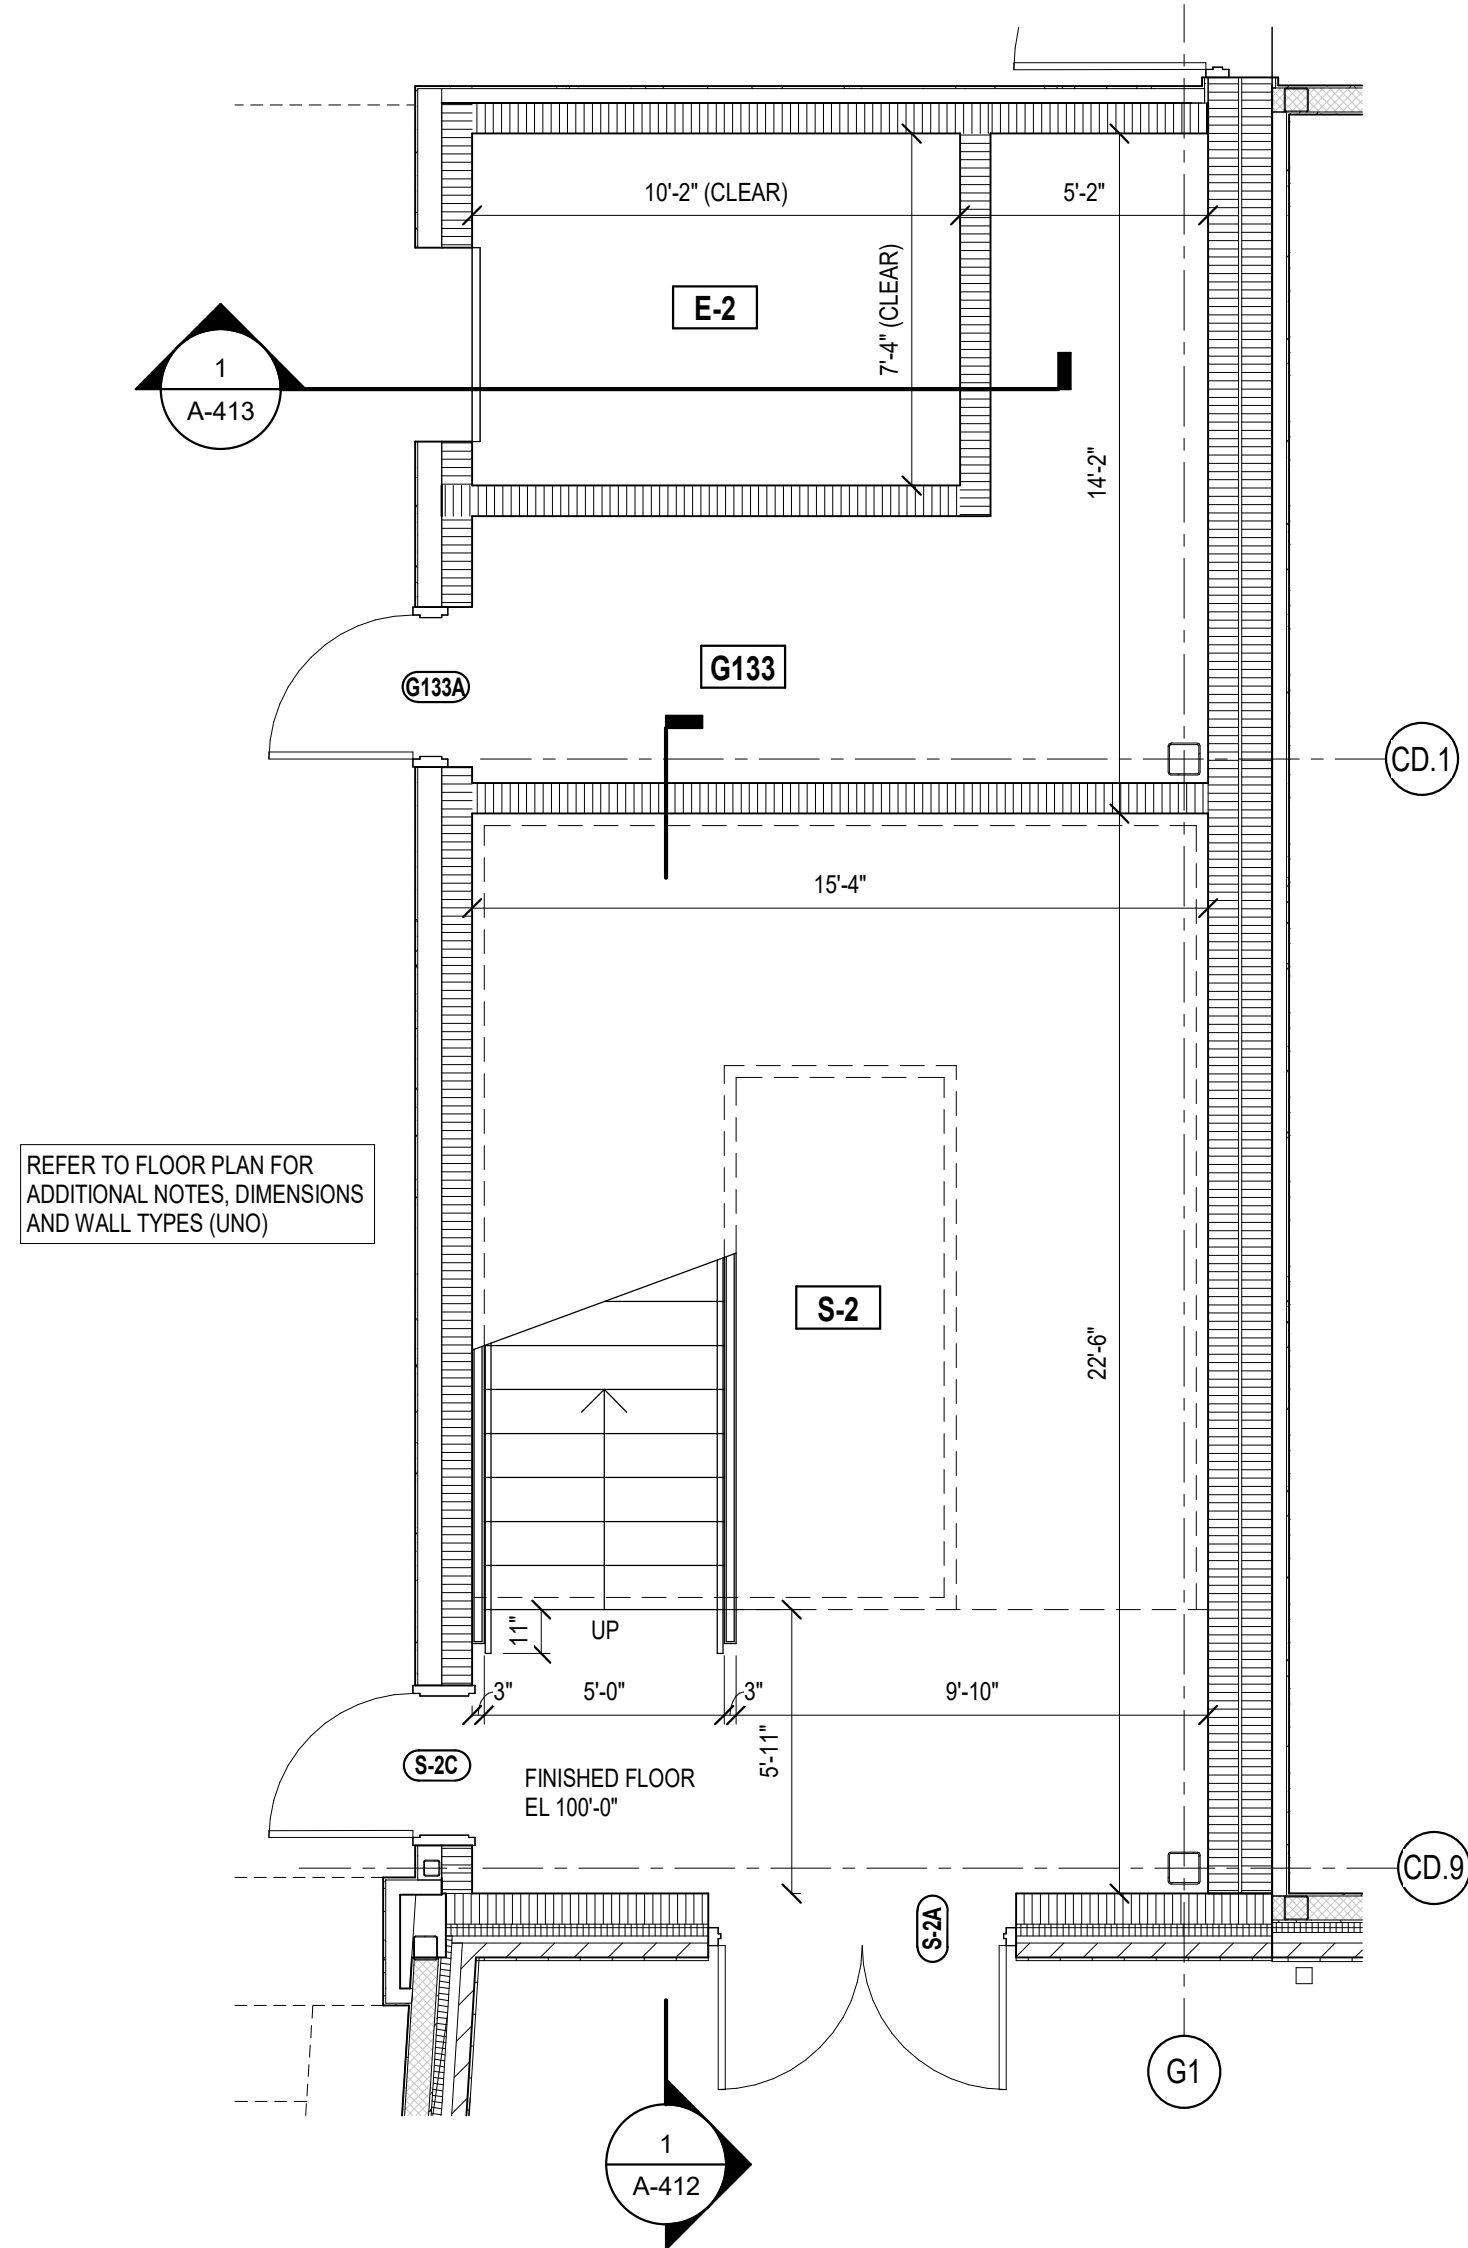 10'-2" (CLEAR)
5'-2"
E-2
7'-4" (CLEAR)
1
A-413
14'-2"
G133
G133A
CD.1
15'-4"
REFER TO FLOOR PLAN FOR
ADDITIONAL NOTES, DIMENSIONS
AND WALL TYPES (UNO)
S-2
22'-6"
11"
UP
3"
5'-0"
3"
9'-10"
5'-11"
S-2C
FINISHED FLOOR
EL 100'-0"
CD.9
S-2A
G1
1
A-412